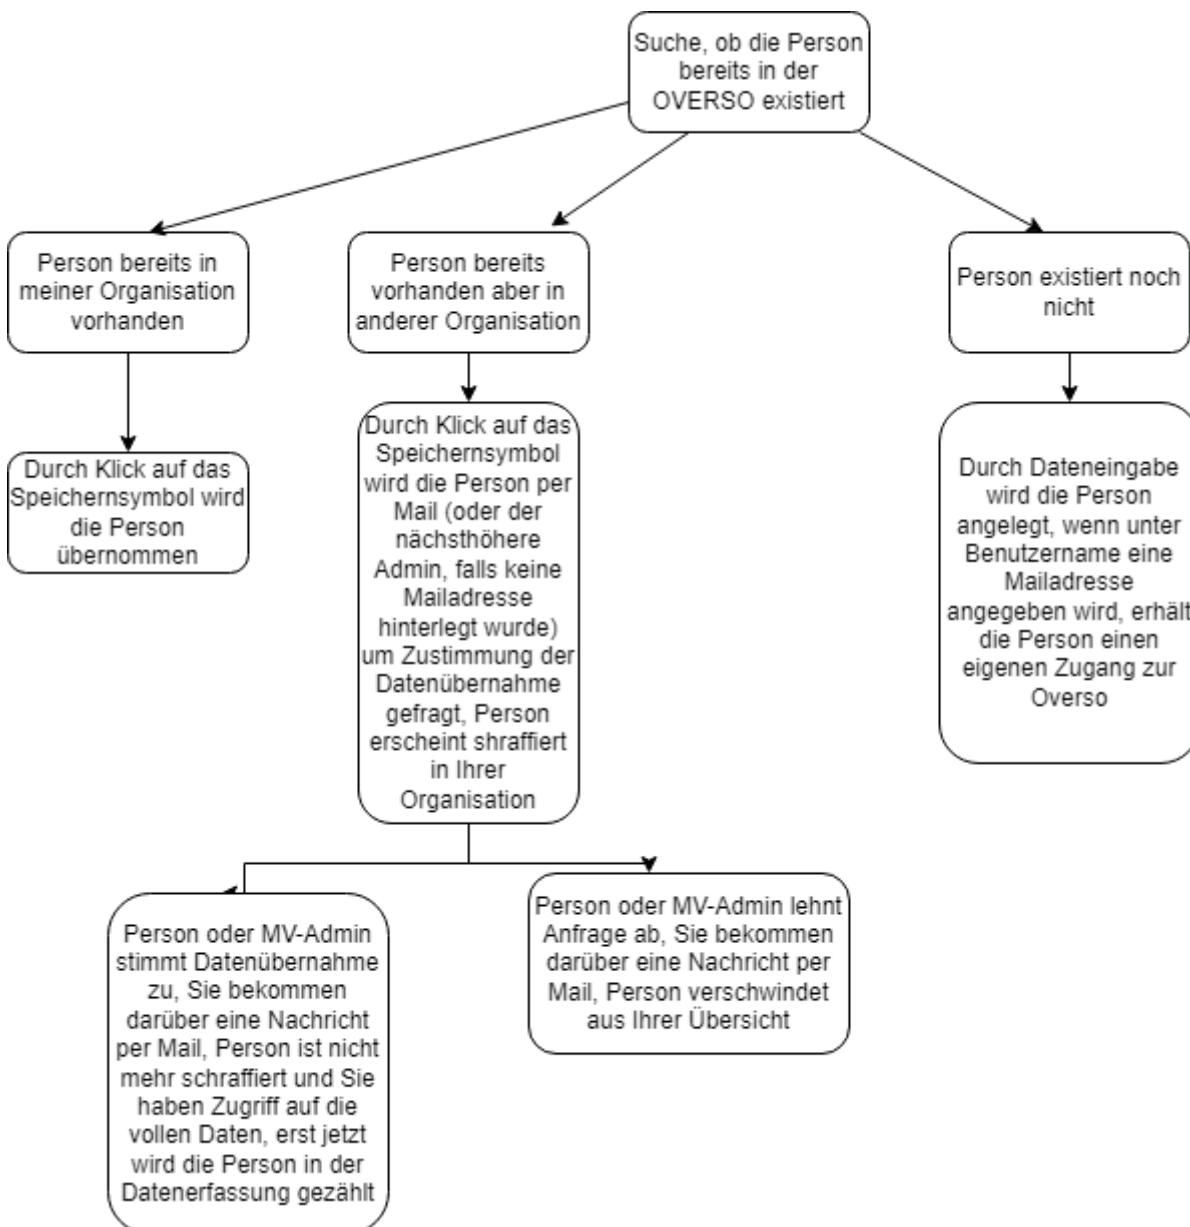 Suche, ob die Person
bereits in der
OVERSO existiert
Person bereits in
meiner Organisation
vorhanden
Person bereits
vorhanden aber in
anderer Organisation
Person existiert noch
nicht
Durch Klick auf das
Speichernsymbol wird
die Person
übernommen
Durch Klick auf das
Speichernsymbol
wird die Person per
Mail (oder der
nächsthöhere
Admin, falls keine
Mailadresse
hinterlegt wurde)
um Zustimmung der
Datenübernahme
gefragt, Person
erscheint shraffiert
in Ihrer
Organisation
Durch Dateneingabe
wird die Person
angelegt, wenn unter
Benutzername eine
Mailadresse
angegeben wird, erhält
die Person einen
eigenen Zugang zur
Overso
Person oder MV-Admin
stimmt Datenübernahme
zu, Sie bekommen
darüber eine Nachricht
per Mail, Person ist nicht
mehr schraffiert und Sie
haben Zugriff auf die
vollen Daten, erst jetzt
wird die Person in der
Datenerfassung gezählt
Person oder MV-Admin lehnt
Anfrage ab, Sie bekommen
darüber eine Nachricht per
Mail, Person verschwindet
aus Ihrer Übersicht